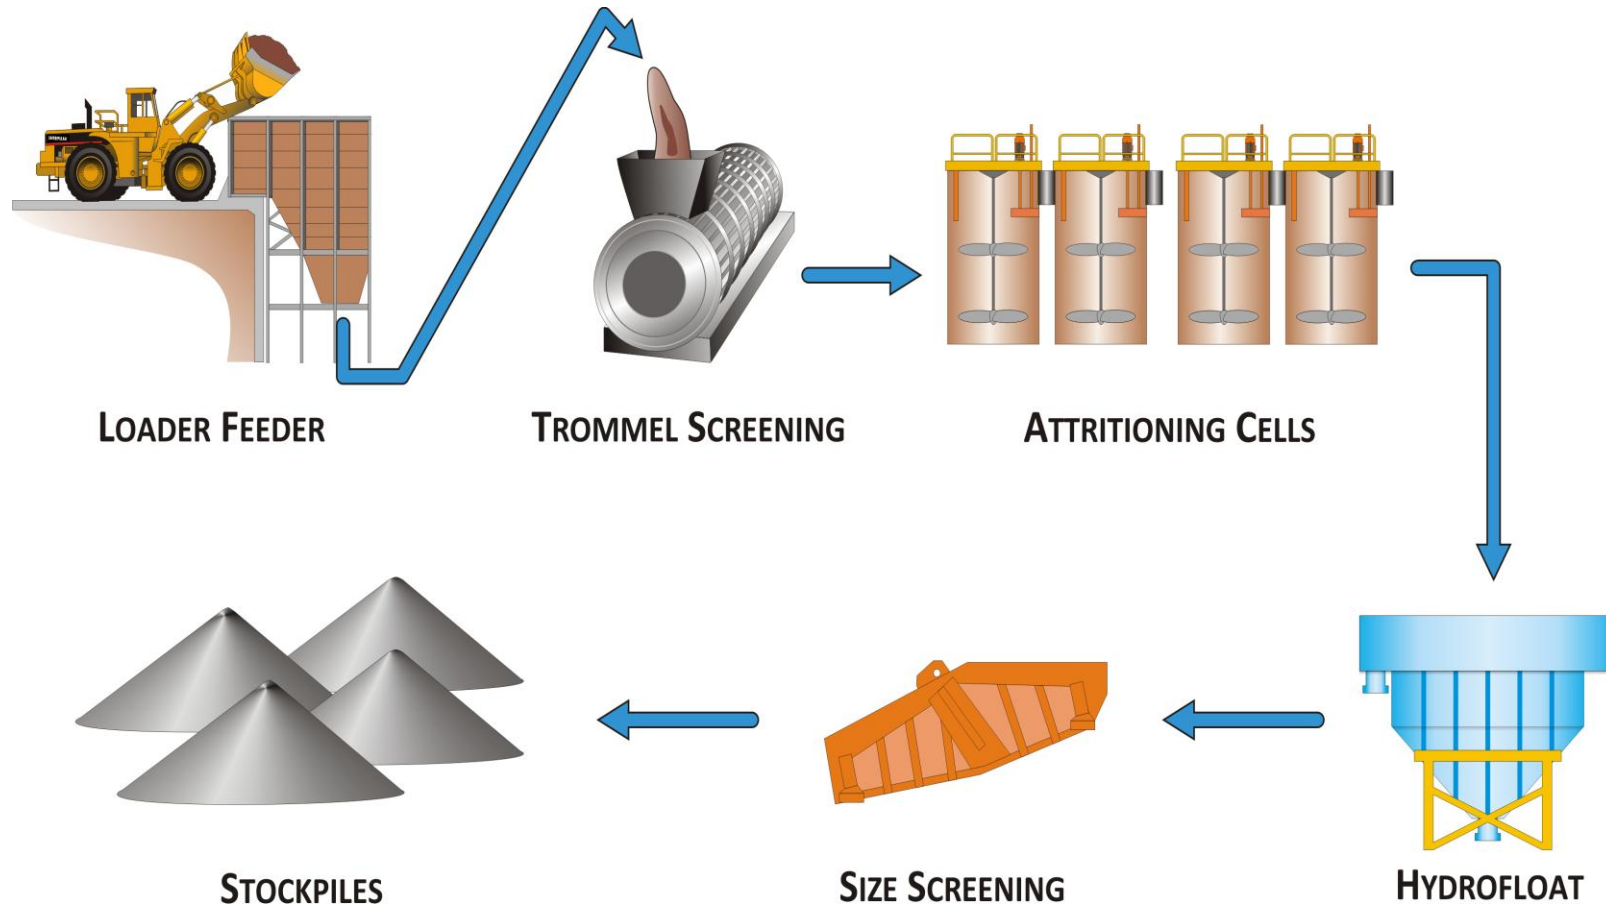 LOADER FEEDER
TROMMEL SCREENING
ATTRITIONING CELLS
STOCKPILES
SIZE SCREENING
HYDROFLOAT